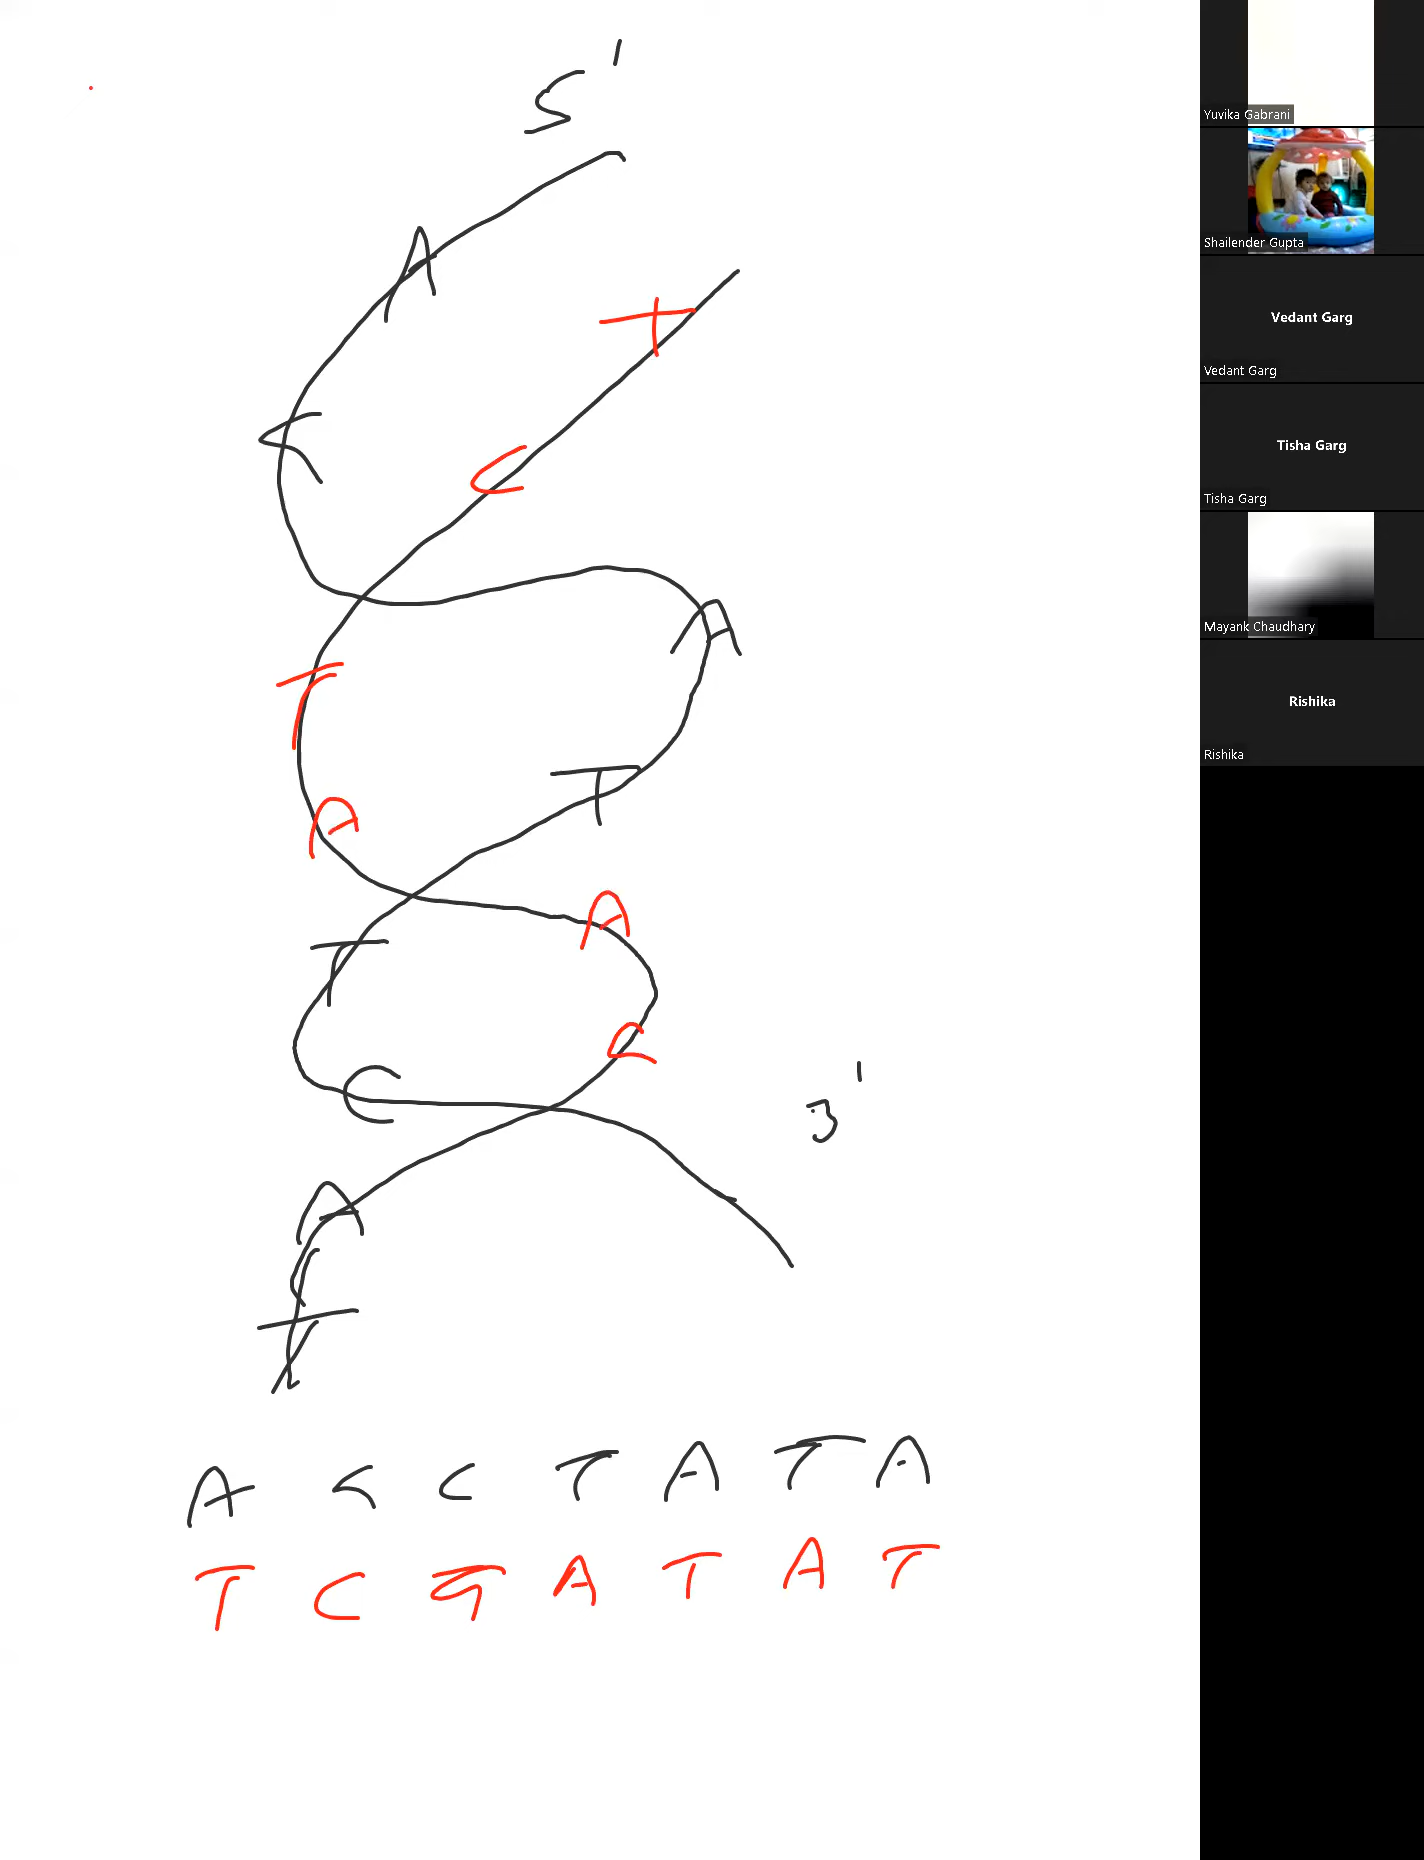 5'
A
T
G
C
A
T
T
A
A
T
G
C
3'
A
T
A G C T A T A
T C G A T A T
Yuvika Gabrani
Shailender Gupta
Vedant Garg
Vedant Garg
Tisha Garg
Tisha Garg
Mayank Chaudhary
Rishika
Rishika